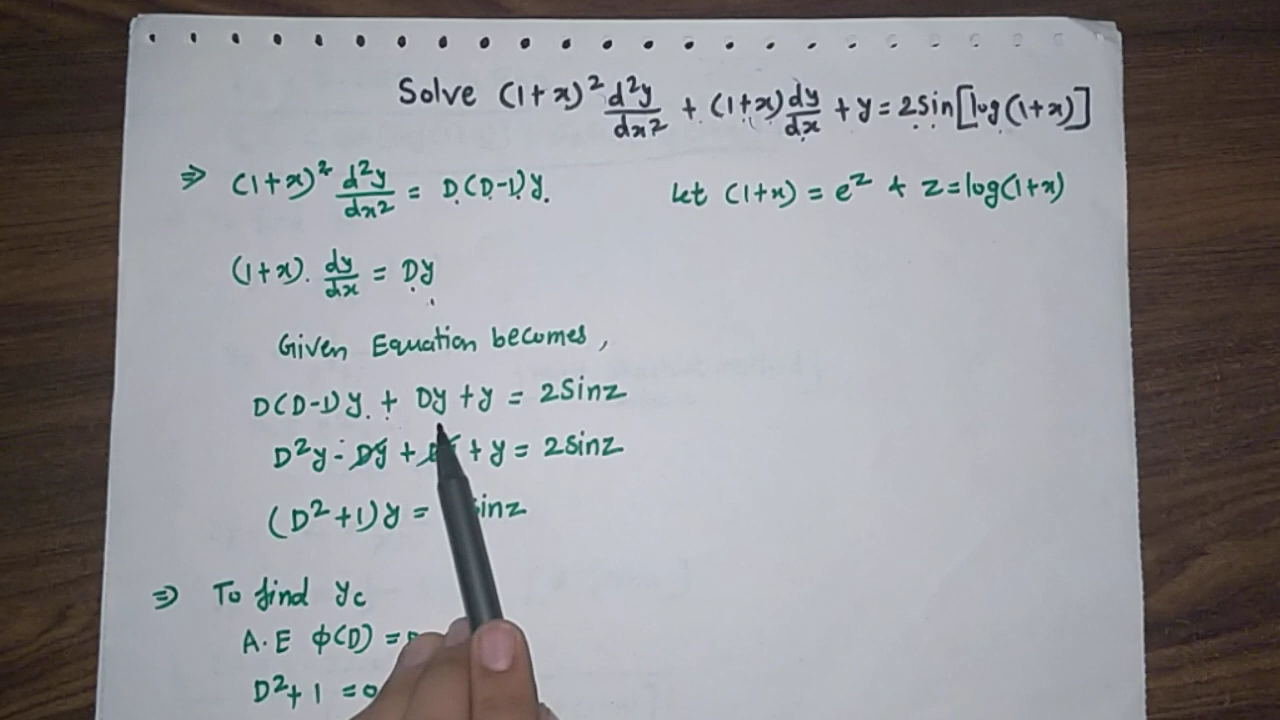 Solve (1+x)² d²y/dx² + (1+x) dy/dx + y = 2sin[log(1+x)]
⇒ (1+x)² d²y/dx² = D(D-1)y. Let (1+x) = e^z & z = log(1+x)
(1+x). dy/dx = Dy
Given Equation becomes,
D(D-1)y. + Dy + y = 2Sinz
D²y - Dy + + y = 2sinz
(D²+1)y = sinz
⇒ To find yc
A.E ϕ(D) =
D²+1 = 0